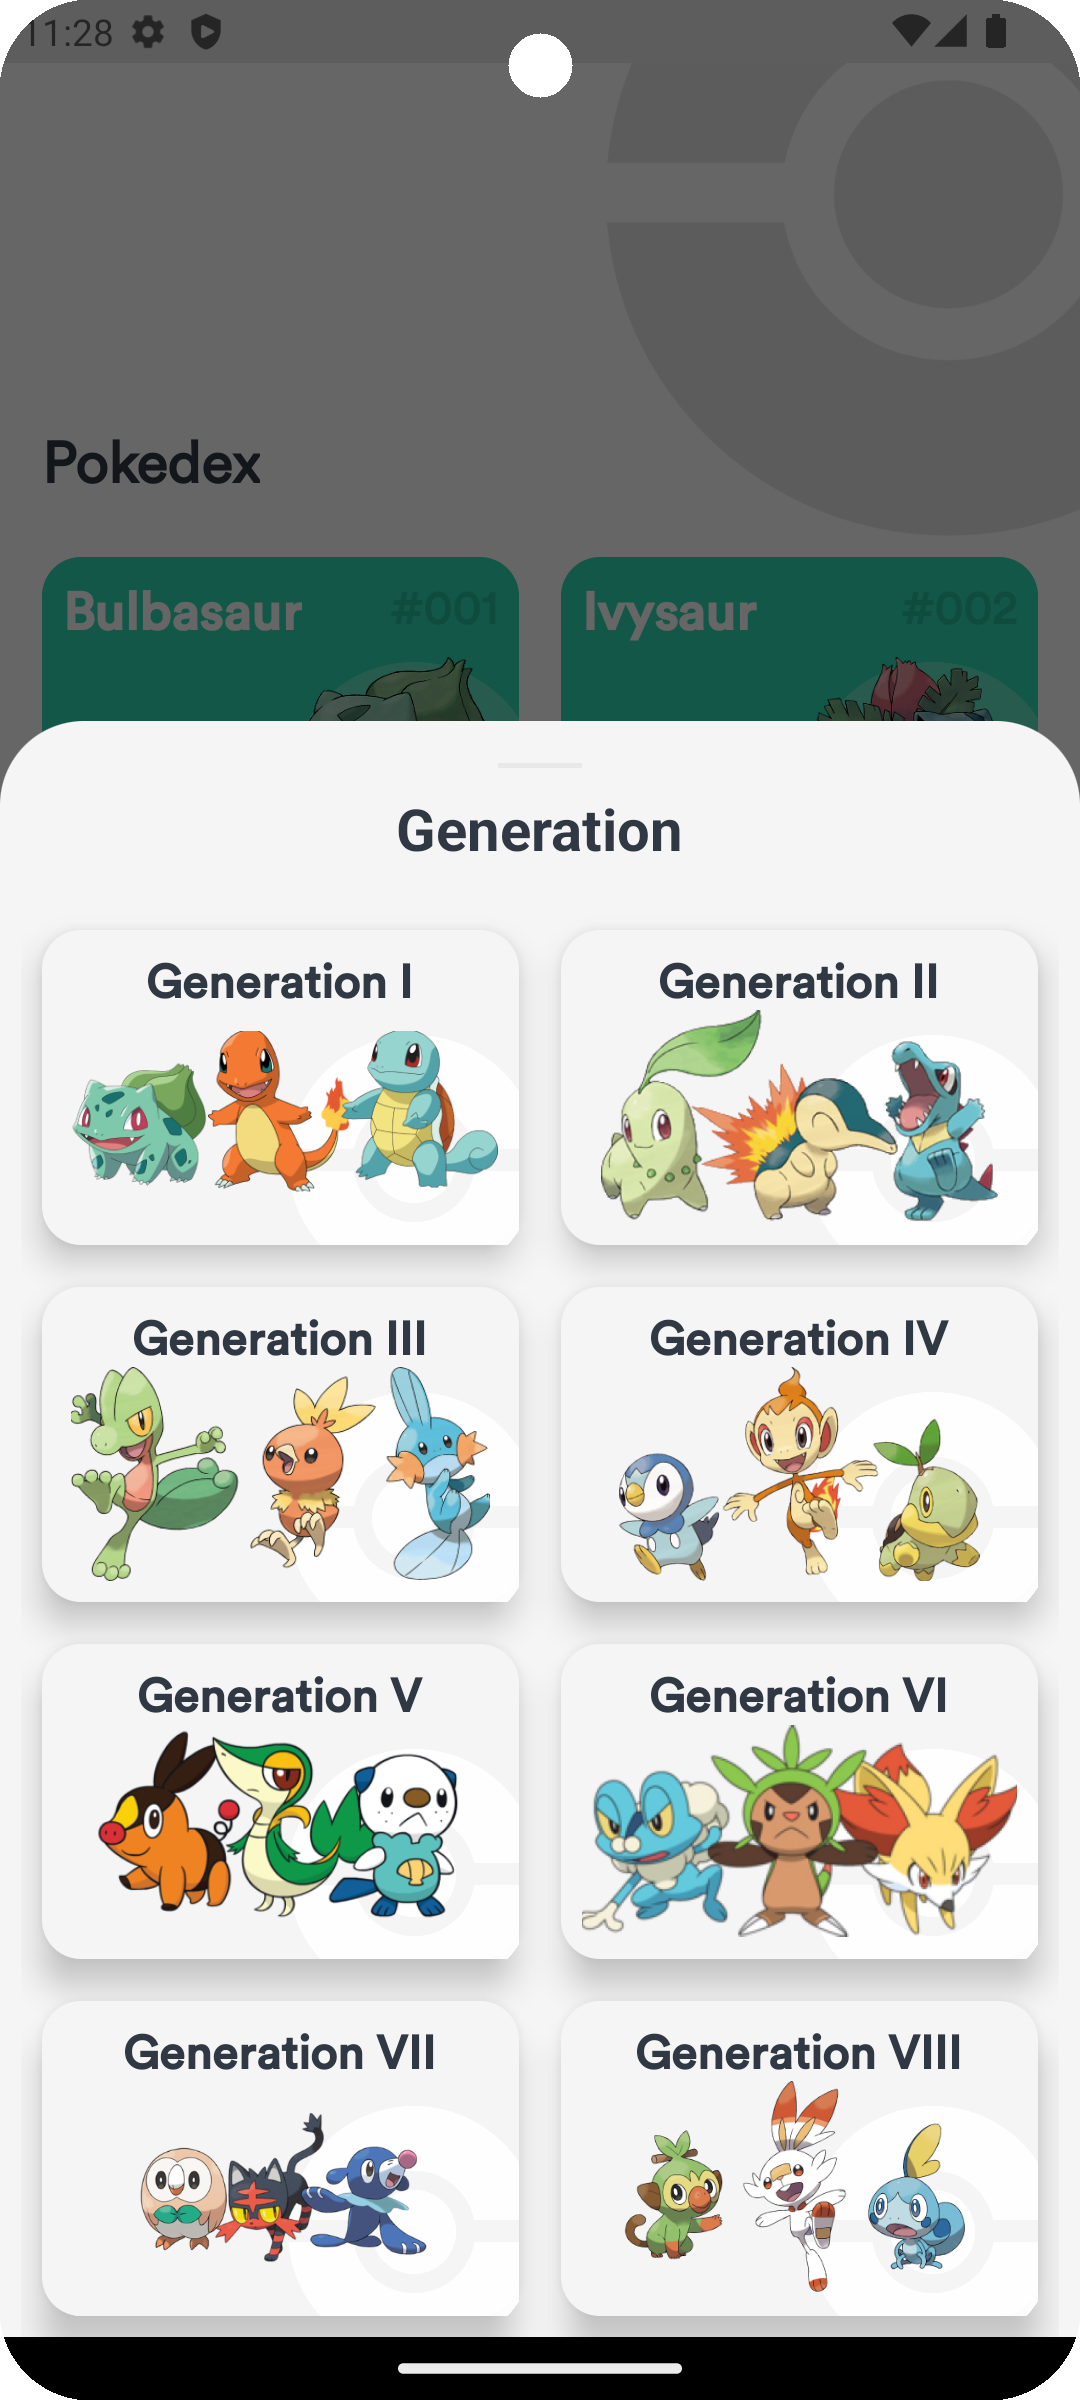 11:28
Pokedex
Bulbasaur #001
Ivysaur #002
Generation
Generation I
Generation II
Generation III
Generation IV
Generation V
Generation VI
Generation VII
Generation VIII